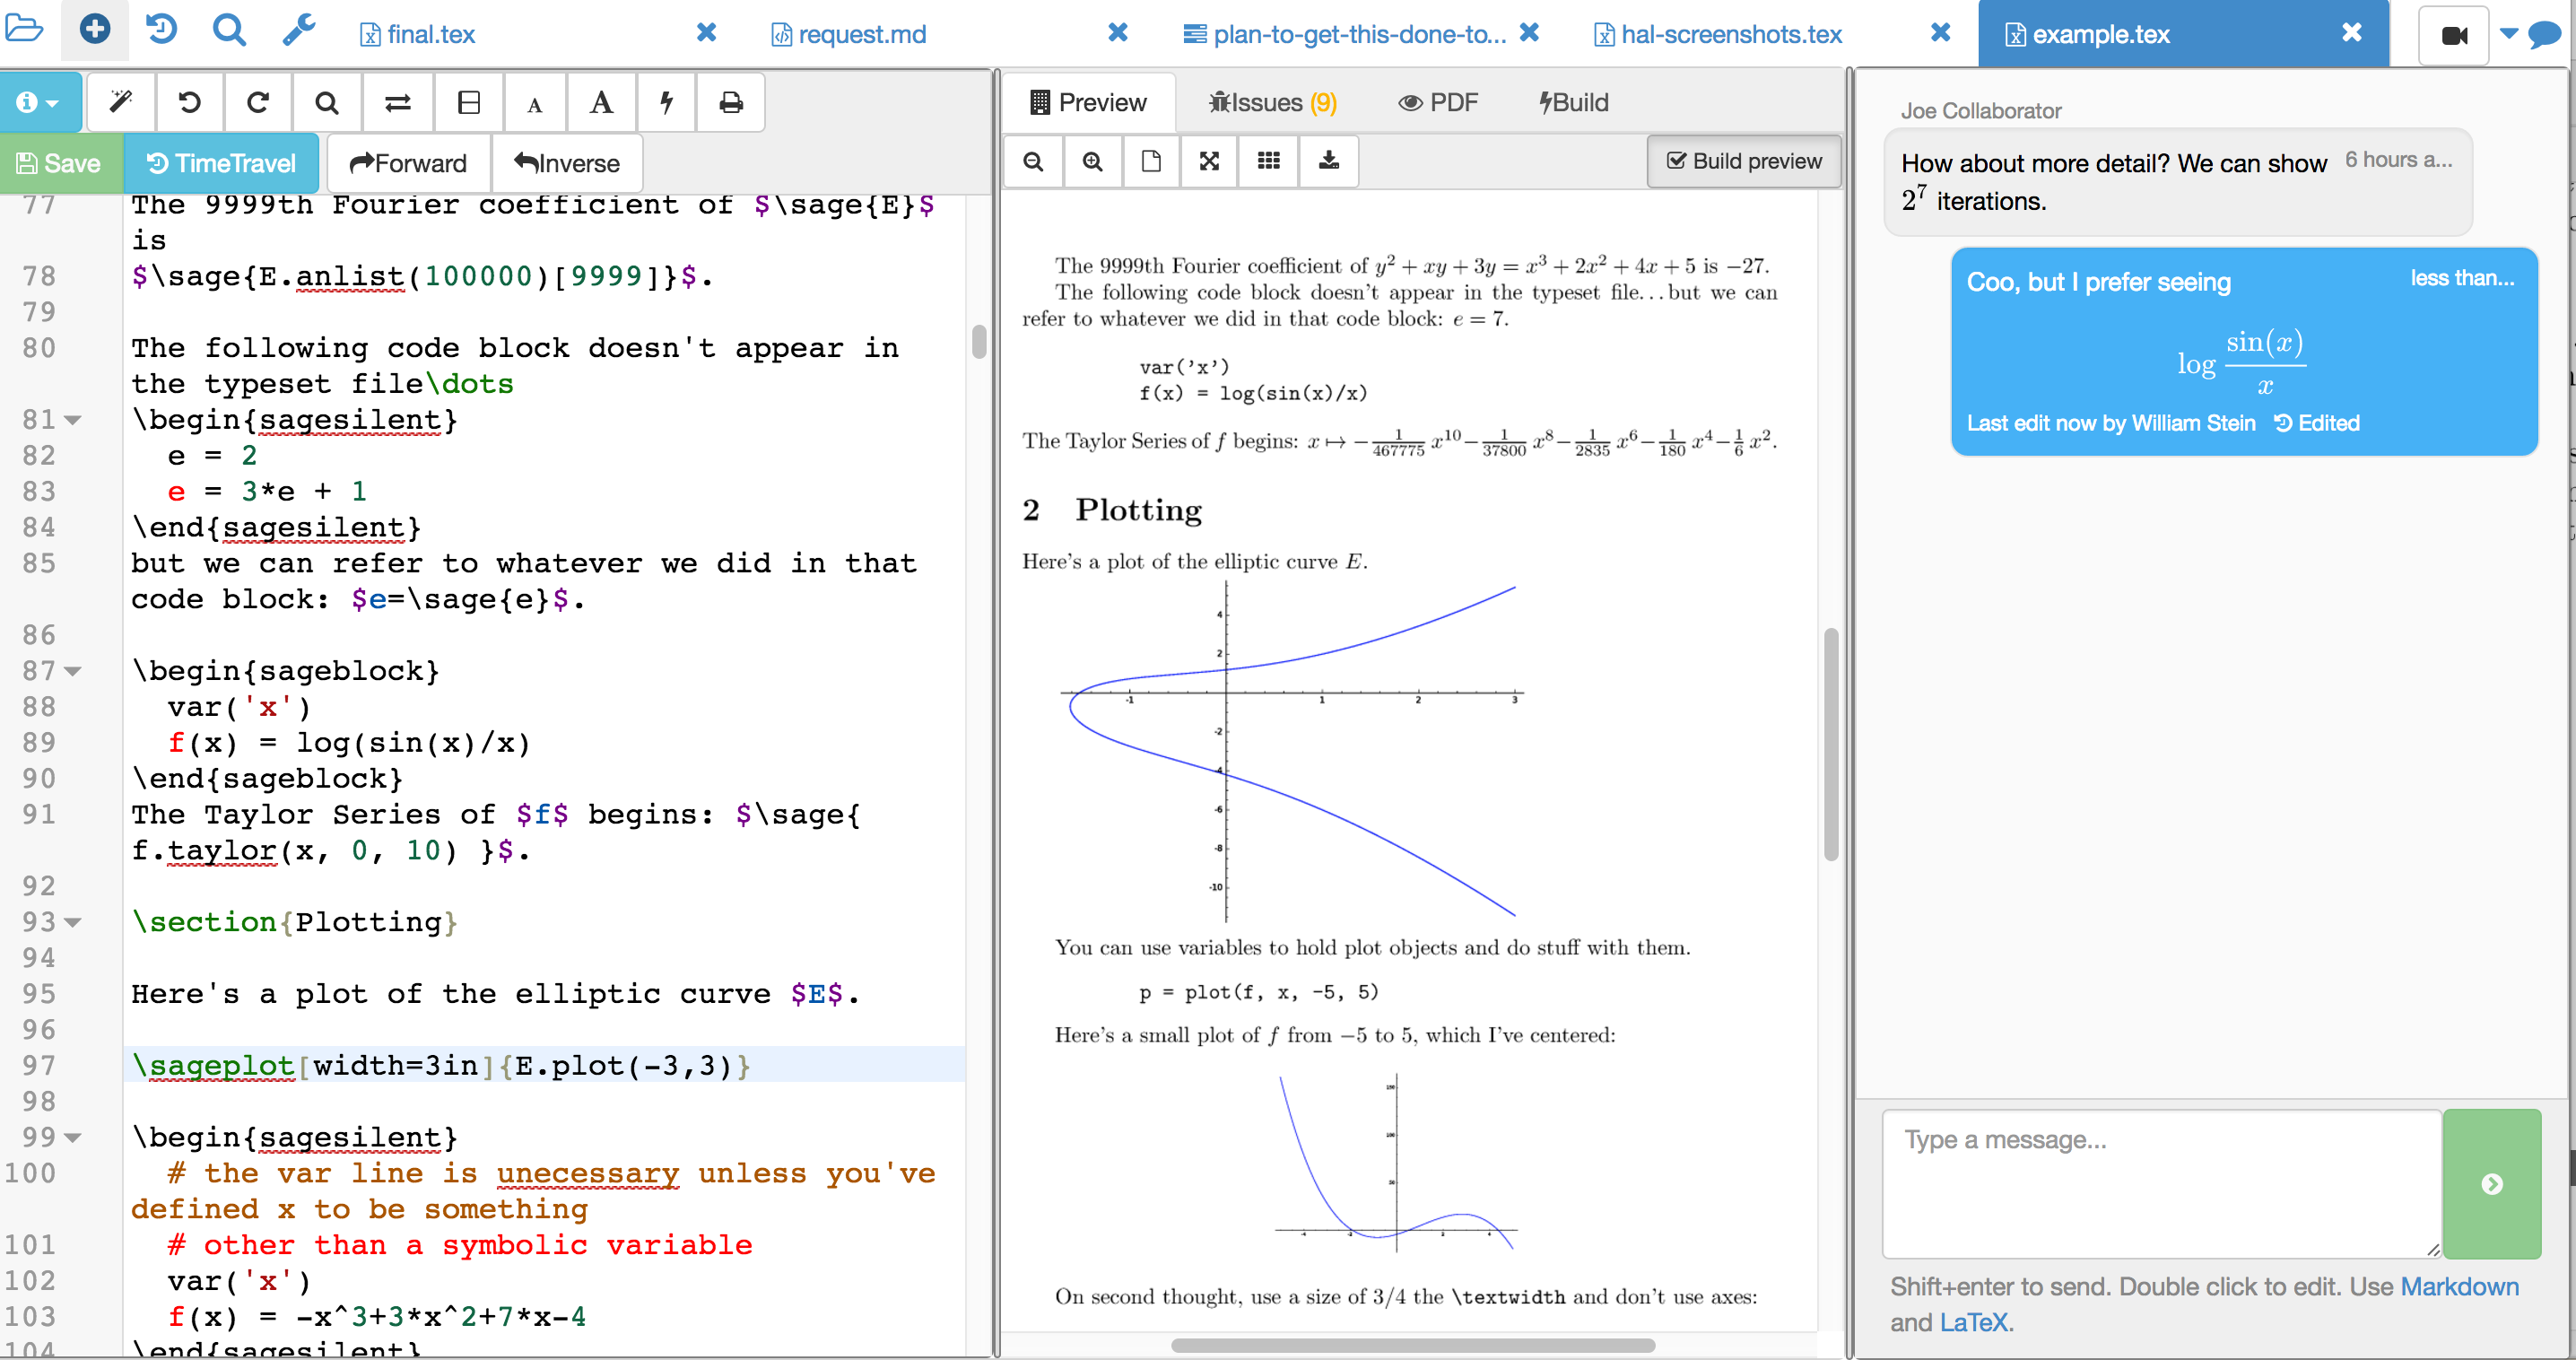 final.tex
request.md
plan-to-get-this-done-to...
hal-screenshots.tex
example.tex
Save
TimeTravel
Forward
Inverse
77 The 9999th Fourier coefficient of $\sage{E}$
is
78 $\sage{E.anlist(100000)[9999]}$.
79
80 The following code block doesn't appear in
the typeset file\dots
81 \begin{sagesilent}
82 e = 2
83 e = 3*e + 1
84 \end{sagesilent}
85 but we can refer to whatever we did in that
code block: $e=\sage{e}$.
86
87 \begin{sageblock}
88 var('x')
89 f(x) = log(sin(x)/x)
90 \end{sageblock}
91 The Taylor Series of $f$ begins: $\sage{
f.taylor(x, 0, 10) }$.
92
93 \section{Plotting}
94
95 Here's a plot of the elliptic curve $E$.
96
97 \sageplot[width=3in]{E.plot(-3,3)}
98
99 \begin{sagesilent}
100 # the var line is unecessary unless you've
defined x to be something
101 # other than a symbolic variable
102 var('x')
103 f(x) = -x^3+3*x^2+7*x-4
104 \end{sagesilent}
Preview
Issues (9)
PDF
Build
Build preview
The 9999th Fourier coefficient of y² + xy + 3y = x³ + 2x² + 4x + 5 is −27.
The following code block doesn't appear in the typeset file...but we can
refer to whatever we did in that code block: e = 7.
var('x')
f(x) = log(sin(x)/x)
The Taylor Series of f begins: x ↦ −1/467775 x¹⁰ − 1/37800 x⁸ − 1/2835 x⁶ − 1/180 x⁴ − 1/6 x².
2 Plotting
Here's a plot of the elliptic curve E.
4
2
-1 1 2 3
-2
-4
-6
-8
-10
You can use variables to hold plot objects and do stuff with them.
p = plot(f, x, -5, 5)
Here's a small plot of f from −5 to 5, which I've centered:
150
100
50
-4 -2 2 4
On second thought, use a size of 3/4 the \textwidth and don't use axes:
Joe Collaborator
How about more detail? We can show 6 hours a...
2⁷ iterations.
Coo, but I prefer seeing less than...
log sin(x)/x
Last edit now by William Stein Edited
Type a message...
Shift+enter to send. Double click to edit. Use Markdown
and LaTeX.